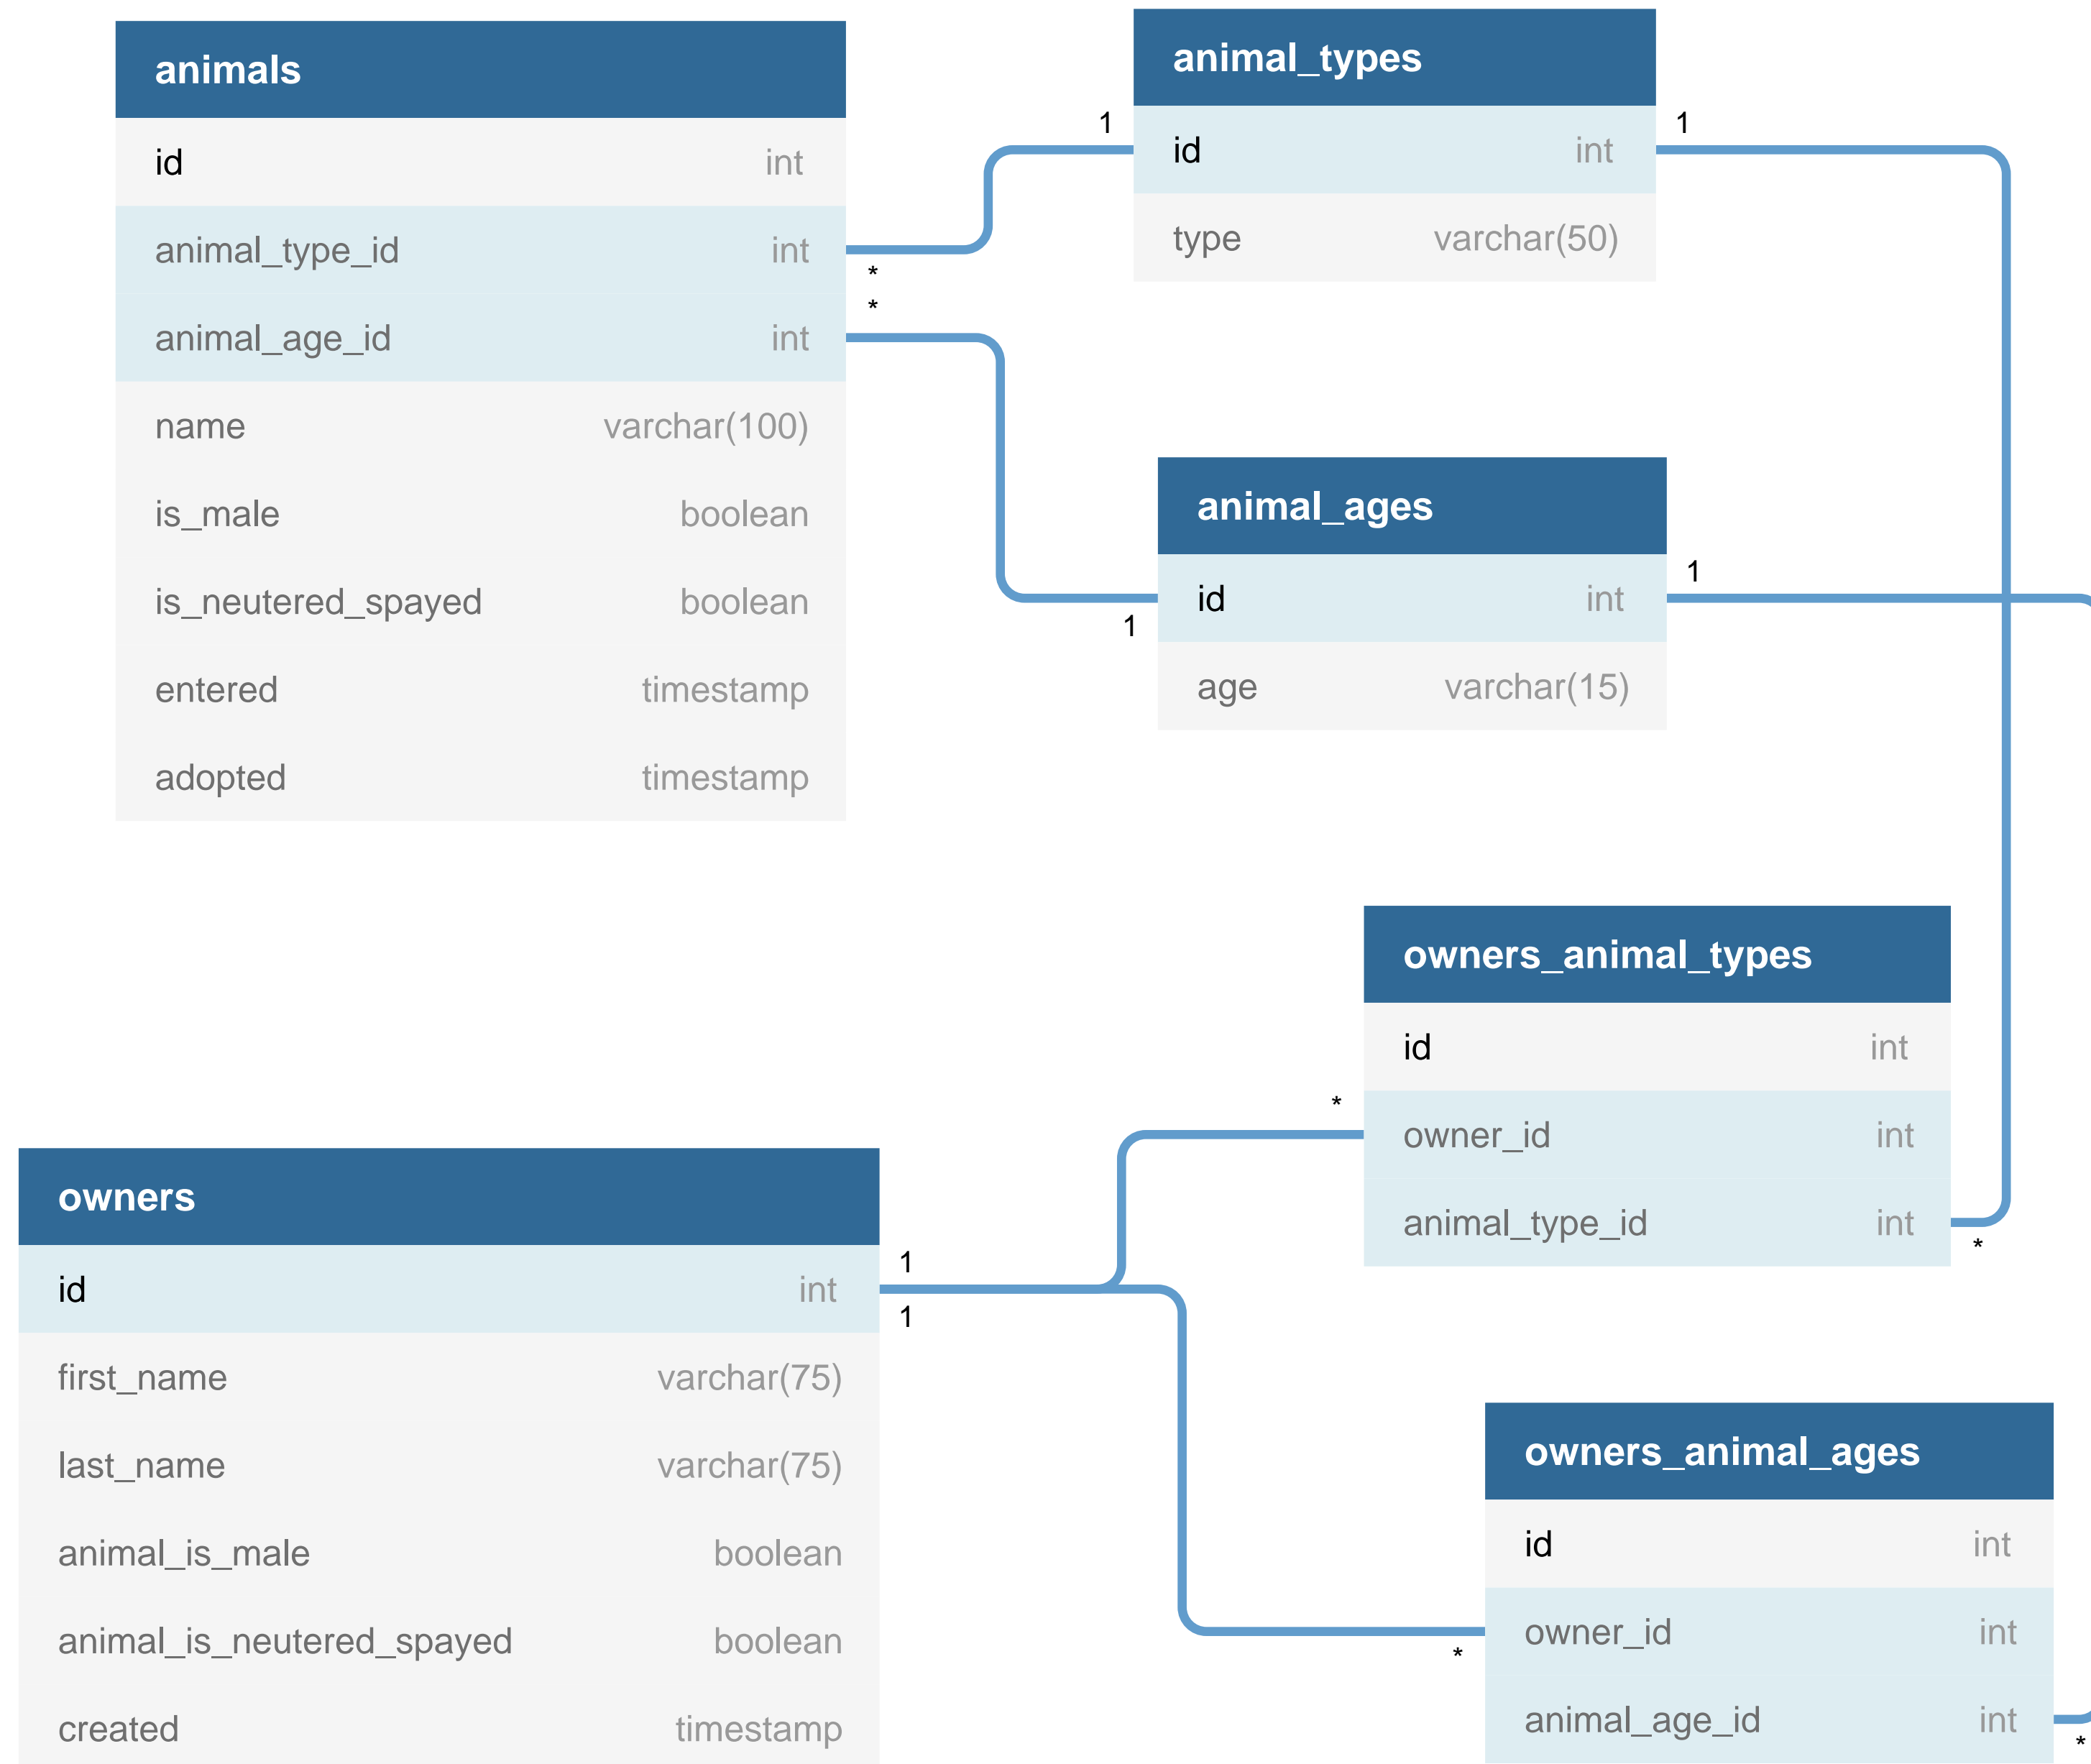 animals
id int
animal_type_id int
*
*
animal_age_id int
name varchar(100)
is_male boolean
is_neutered_spayed boolean
entered timestamp
adopted timestamp
animal_types
1 1
id int
type varchar(50)
animal_ages
1
id int
1
age varchar(15)
owners_animal_types
id int
*
owner_id int
animal_type_id int
*
owners
1
id int
1
first_name varchar(75)
last_name varchar(75)
animal_is_male boolean
animal_is_neutered_spayed boolean
created timestamp
owners_animal_ages
id int
owner_id int
*
animal_age_id int
*